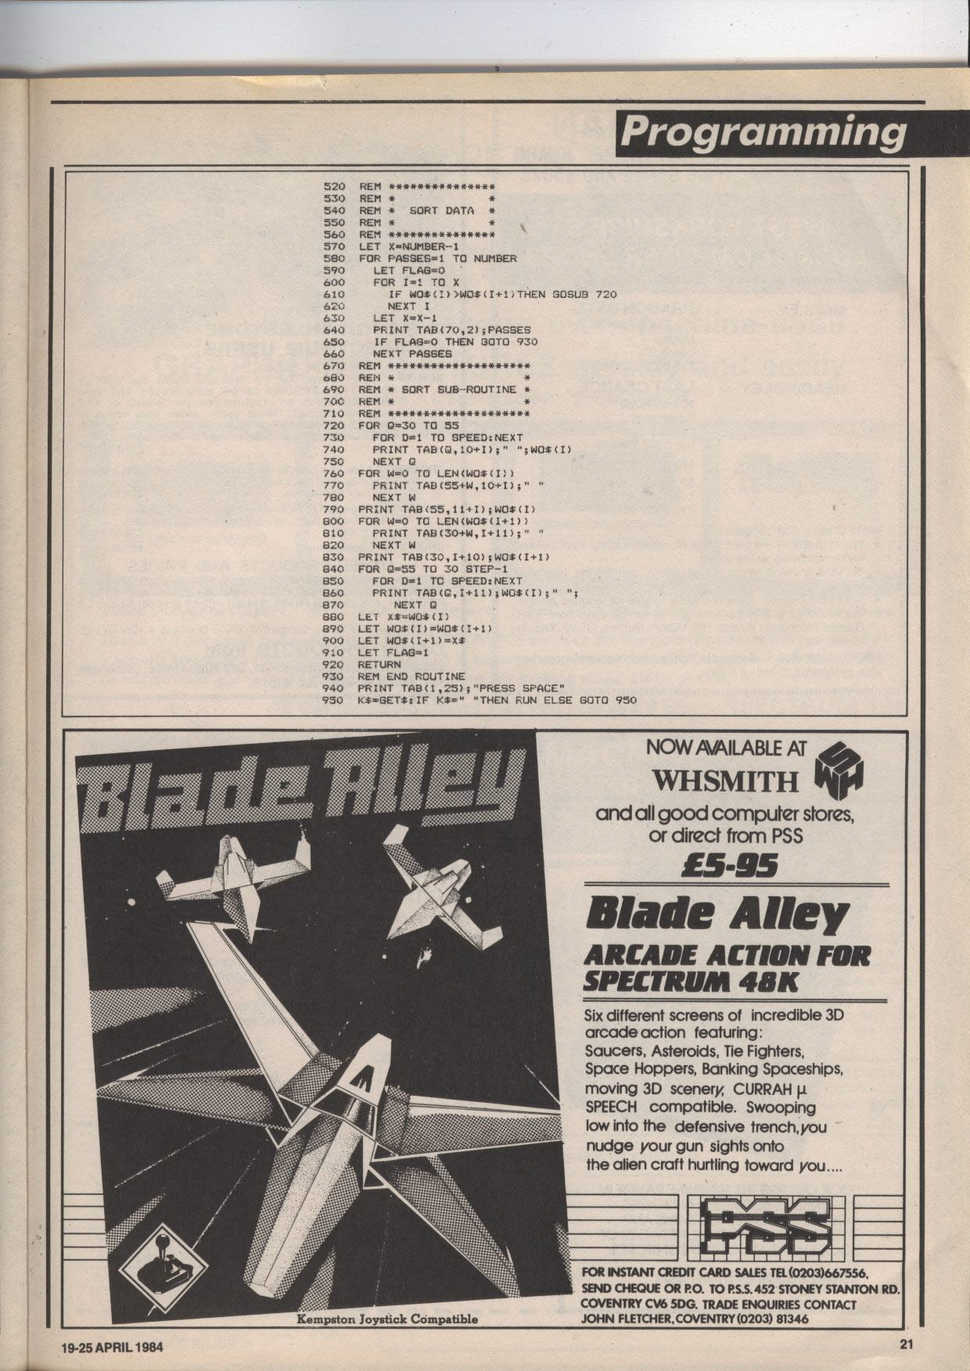 Programming
520 REM ***************
530 REM * *
540 REM * SORT DATA *
550 REM * *
560 REM ***************
570 LET X=NUMBER-1
580 FOR PASSES=1 TO NUMBER
590 LET FLAG=0
600 FOR I=1 TO X
610 IF WO$(I)>WO$(I+1)THEN GOSUB 720
620 NEXT I
630 LET X=X-1
640 PRINT TAB(70,2);PASSES
650 IF FLAG=0 THEN GOTO 930
660 NEXT PASSES
670 REM ********************
680 REM * *
690 REM * SORT SUB-ROUTINE *
700 REM * *
710 REM ********************
720 FOR Q=30 TO 55
730 FOR D=1 TO SPEED:NEXT
740 PRINT TAB(Q,10+I);" ";WO$(I)
750 NEXT Q
760 FOR W=0 TO LEN(WO$(I))
770 PRINT TAB(55+W,10+I);" "
780 NEXT W
790 PRINT TAB(55,11+I);WO$(I)
800 FOR W=0 TO LEN(WO$(I+1))
810 PRINT TAB(30+W,I+11);" "
820 NEXT W
830 PRINT TAB(30,I+10);WO$(I+1)
840 FOR Q=55 TO 30 STEP-1
850 FOR D=1 TO SPEED:NEXT
860 PRINT TAB(Q,I+11);WO$(I);" ";
870 NEXT Q
880 LET X$=WO$(I)
890 LET WO$(I)=WO$(I+1)
900 LET WO$(I+1)=X$
910 LET FLAG=1
920 RETURN
930 REM END ROUTINE
940 PRINT TAB(1,25);"PRESS SPACE"
950 K$=GET$:IF K$=" "THEN RUN ELSE GOTO 950
Blade Alley
Kempston Joystick Compatible
NOW AVAILABLE AT
WHSMITH
WHS
and all good computer stores,
or direct from PSS
£5-95
Blade Alley
ARCADE ACTION FOR
SPECTRUM 48K
Six different screens of incredible 3D
arcade action featuring:
Saucers, Asteroids, Tie Fighters,
Space Hoppers, Banking Spaceships,
moving 3D scenery, CURRAH µ
SPEECH compatible. Swooping
low into the defensive trench, you
nudge your gun sights onto
the alien craft hurtling toward you....
PSS
FOR INSTANT CREDIT CARD SALES TEL (0203)667556,
SEND CHEQUE OR P.O. TO P.S.S. 452 STONEY STANTON RD.
COVENTRY CV6 5DG. TRADE ENQUIRIES CONTACT
JOHN FLETCHER, COVENTRY (0203) 81346
19-25 APRIL 1984
21